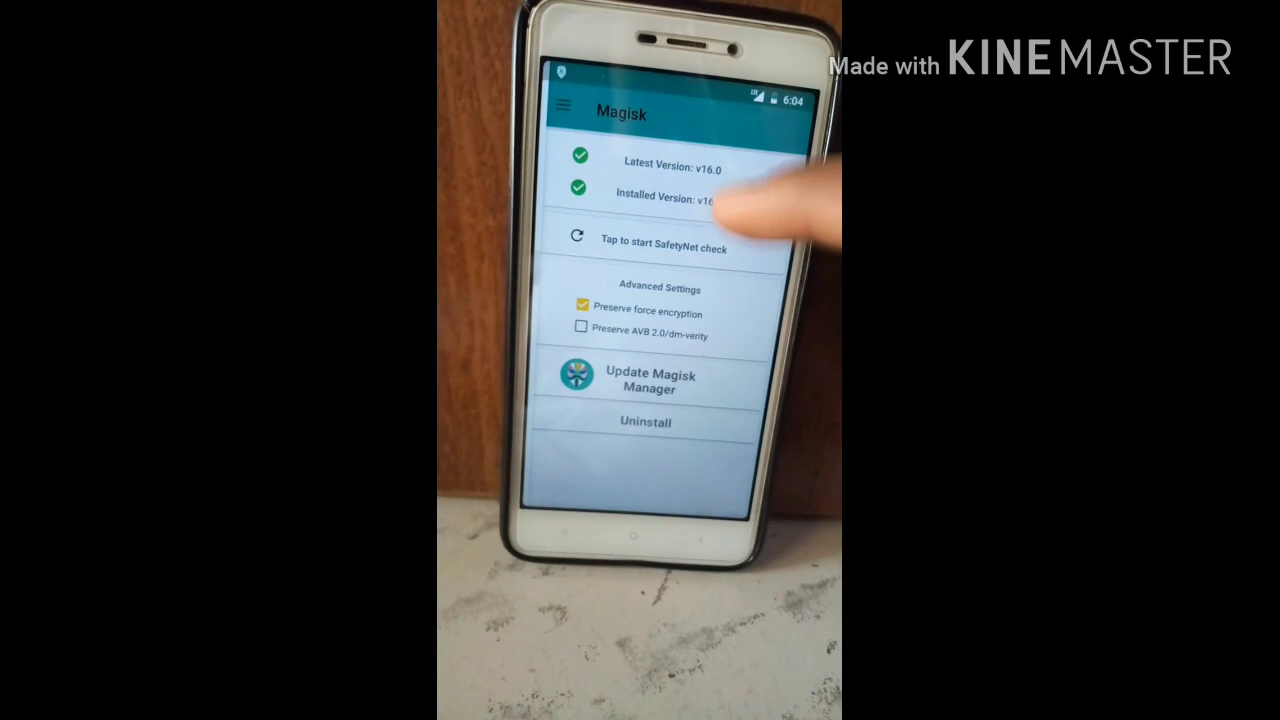 Made with KINEMASTER
LTE
6:04
Magisk
Latest Version: v16.0
Installed Version: v16
Tap to start SafetyNet check
Advanced Settings
Preserve force encryption
Preserve AVB 2.0/dm-verity
Update Magisk
Manager
Uninstall